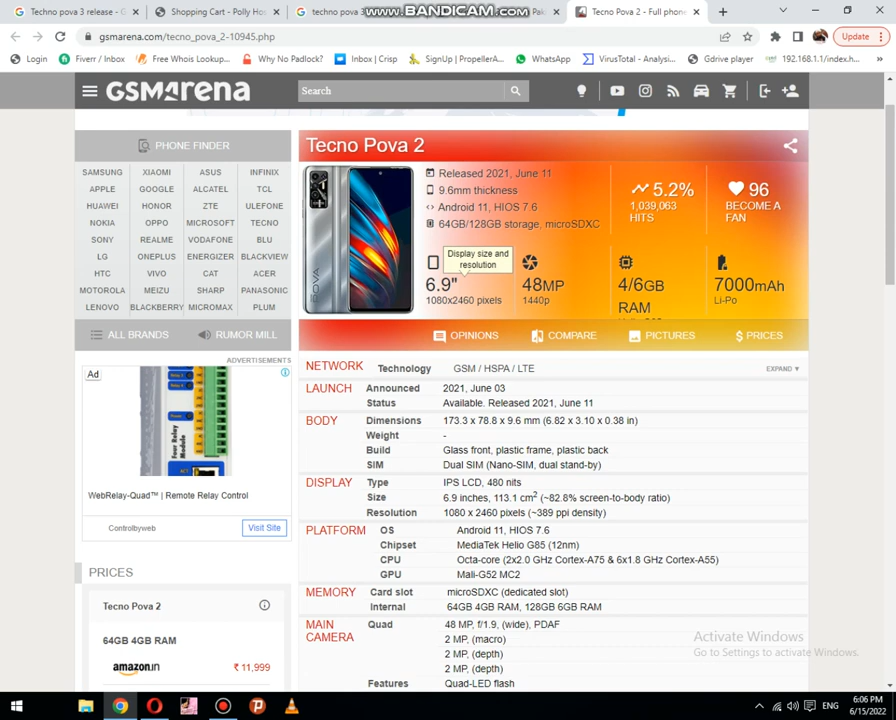 Techno pova 3 release - G
Shopping Cart - Polly Ho
techno pova 3
WWW.BANDICAM.COM
Pak
Tecno Pova 2 - Full phone
gsmarena.com/tecno_pova_2-10945.php
Update
Login
Fiverr / Inbox
Free Whois Lookup...
Why No Padlock?
Inbox | Crisp
SignUp | PropellerA...
WhatsApp
VirusTotal - Analysi...
Gdrive player
192.168.1.1/index.h...
GSMArena
Search
PHONE FINDER
SAMSUNG XIAOMI ASUS INFINIX
APPLE GOOGLE ALCATEL TCL
HUAWEI HONOR ZTE ULEFONE
NOKIA OPPO MICROSOFT TECNO
SONY REALME VODAFONE BLU
LG ONEPLUS ENERGIZER BLACKVIEW
HTC VIVO CAT ACER
MOTOROLA MEIZU SHARP PANASONIC
LENOVO BLACKBERRY MICROMAX PLUM
ALL BRANDS RUMOR MILL
Tecno Pova 2
Released 2021, June 11
9.6mm thickness
Android 11, HIOS 7.6
64GB/128GB storage, microSDXC
5.2%
1,039,063
HITS
96
BECOME A
FAN
Display size and
resolution
6.9"
1080x2460 pixels
48MP
1440p
4/6GB
RAM
7000mAh
Li-Po
POVA
OPINIONS COMPARE PICTURES PRICES
ADVERTISEMENTS
Ad
Four Relay
Module
ACT
WebRelay-Quad™ | Remote Relay Control
Controlbyweb
Visit Site
PRICES
Tecno Pova 2
64GB 4GB RAM
amazon.in
₹ 11,999
NETWORK Technology GSM / HSPA / LTE EXPAND ▼
LAUNCH Announced 2021, June 03
Status Available. Released 2021, June 11
BODY Dimensions 173.3 x 78.8 x 9.6 mm (6.82 x 3.10 x 0.38 in)
Weight -
Build Glass front, plastic frame, plastic back
SIM Dual SIM (Nano-SIM, dual stand-by)
DISPLAY Type IPS LCD, 480 nits
Size 6.9 inches, 113.1 cm2 (~82.8% screen-to-body ratio)
Resolution 1080 x 2460 pixels (~389 ppi density)
PLATFORM OS Android 11, HIOS 7.6
Chipset MediaTek Helio G85 (12nm)
CPU Octa-core (2x2.0 GHz Cortex-A75 & 6x1.8 GHz Cortex-A55)
GPU Mali-G52 MC2
MEMORY Card slot microSDXC (dedicated slot)
Internal 64GB 4GB RAM, 128GB 6GB RAM
MAIN
CAMERA Quad 48 MP, f/1.9, (wide), PDAF
2 MP, (macro)
2 MP, (depth)
2 MP, (depth)
Features Quad-LED flash
Activate Windows
Go to Settings to activate Windows.
ENG
6:06 PM
6/15/2022